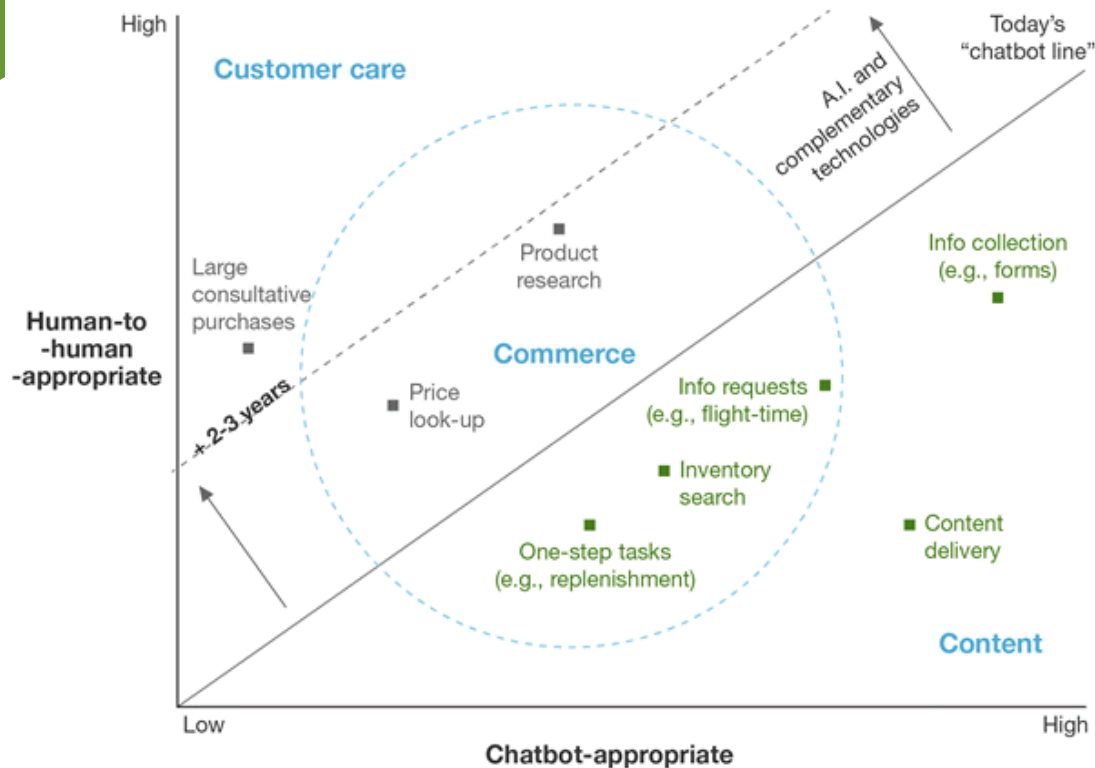 High
Customer care
Today's
"chatbot line"
A.I. and
complementary
technologies
Product
research
Info collection
(e.g., forms)
Large
consultative
purchases
Human-to
-human
-appropriate
Commerce
+ 2-3 years
Price
look-up
Info requests
(e.g., flight-time)
Inventory
search
One-step tasks
(e.g., replenishment)
Content
delivery
Content
Low
High
Chatbot-appropriate